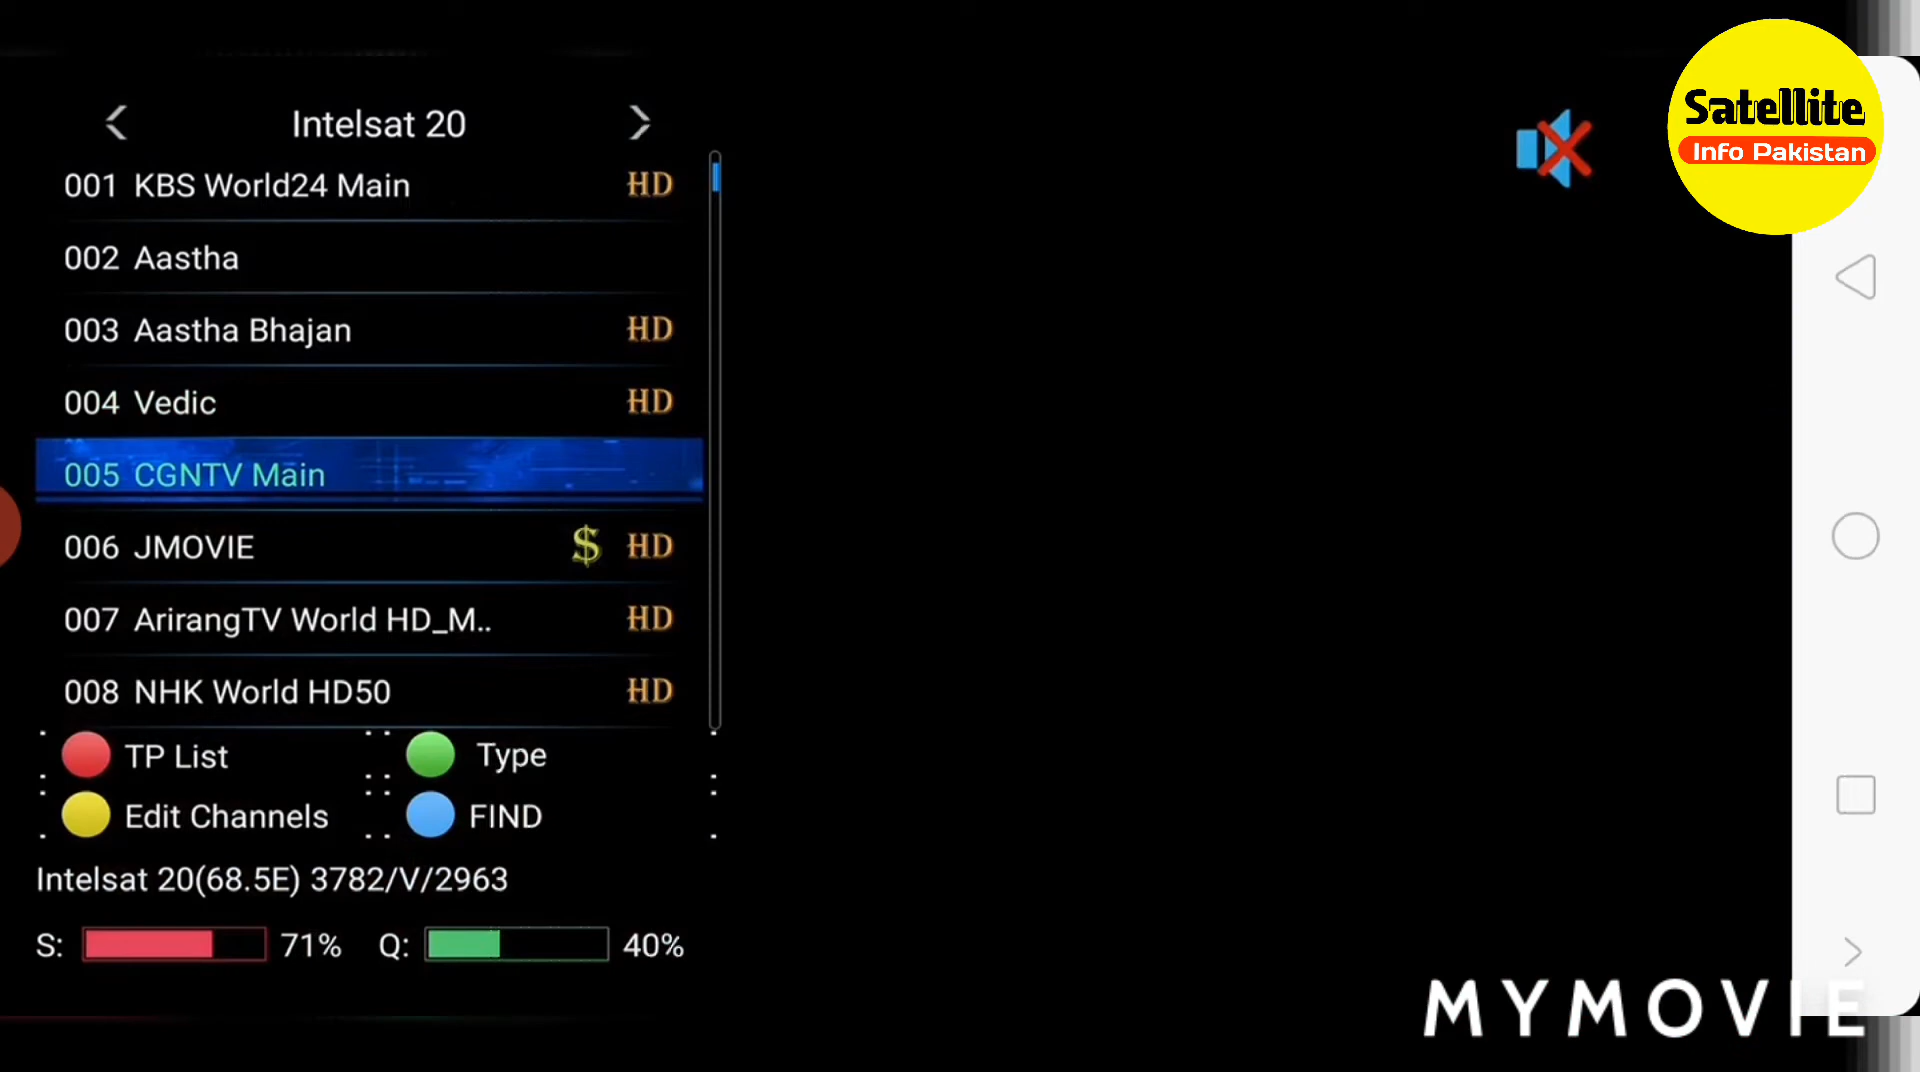 Satellite
Info Pakistan
Intelsat 20
001 KBS World24 Main HD
002 Aastha
003 Aastha Bhajan HD
004 Vedic HD
005 CGNTV Main
006 JMOVIE $ HD
007 ArirangTV World HD_M.. HD
008 NHK World HD50 HD
TP List Type
Edit Channels FIND
Intelsat 20(68.5E) 3782/V/2963
S: 71% Q: 40%
MYMOVIE